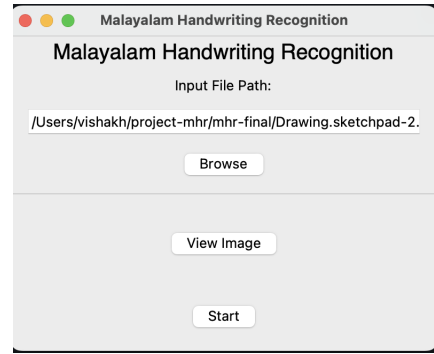 Malayalam Handwriting Recognition
Malayalam Handwriting Recognition
Input File Path:
/Users/vishakh/project-mhr/mhr-final/Drawing.sketchpad-2.
Browse
View Image
Start